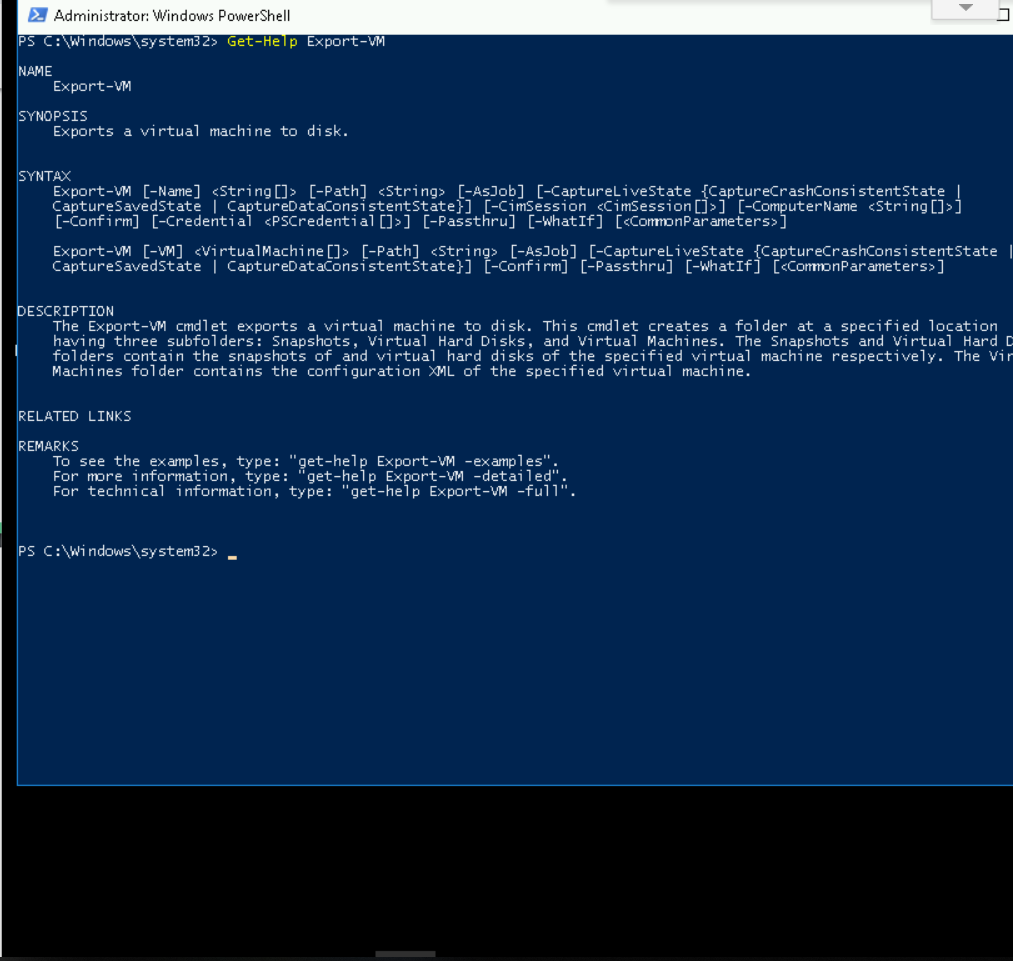 Administrator: Windows PowerShell
PS C:\Windows\system32> Get-Help Export-VM
NAME
Export-VM
SYNOPSIS
Exports a virtual machine to disk.
SYNTAX
Export-VM [-Name] <String[]> [-Path] <String> [-AsJob] [-CaptureLiveState {CaptureCrashConsistentState |
CaptureSavedState | CaptureDataConsistentState}] [-CimSession <CimSession[]>] [-ComputerName <String[]>]
[-Confirm] [-Credential <PSCredential[]>] [-Passthru] [-WhatIf] [<CommonParameters>]
Export-VM [-VM] <VirtualMachine[]> [-Path] <String> [-AsJob] [-CaptureLiveState {CaptureCrashConsistentState |
CaptureSavedState | CaptureDataConsistentState}] [-Confirm] [-Passthru] [-WhatIf] [<CommonParameters>]
DESCRIPTION
The Export-VM cmdlet exports a virtual machine to disk. This cmdlet creates a folder at a specified location
having three subfolders: Snapshots, Virtual Hard Disks, and Virtual Machines. The Snapshots and Virtual Hard
folders contain the snapshots of and virtual hard disks of the specified virtual machine respectively. The
Machines folder contains the configuration XML of the specified virtual machine.
RELATED LINKS
REMARKS
To see the examples, type: "get-help Export-VM -examples".
For more information, type: "get-help Export-VM -detailed".
For technical information, type: "get-help Export-VM -full".
PS C:\Windows\system32>